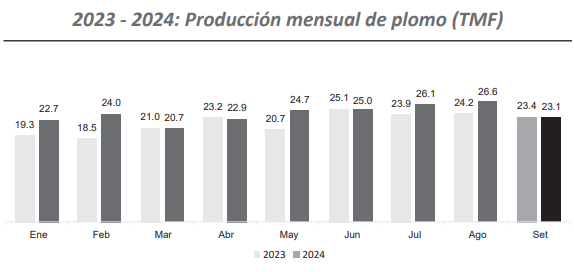 2023 - 2024: Producción mensual de plomo (TMF)
19.3 22.7 18.5 24.0 21.0 20.7 23.2 22.9 20.7 24.7 25.1 25.0 23.9 26.1 24.2 26.6 23.4 23.1
Ene Feb Mar Abr May Jun Jul Ago Set
2023 2024